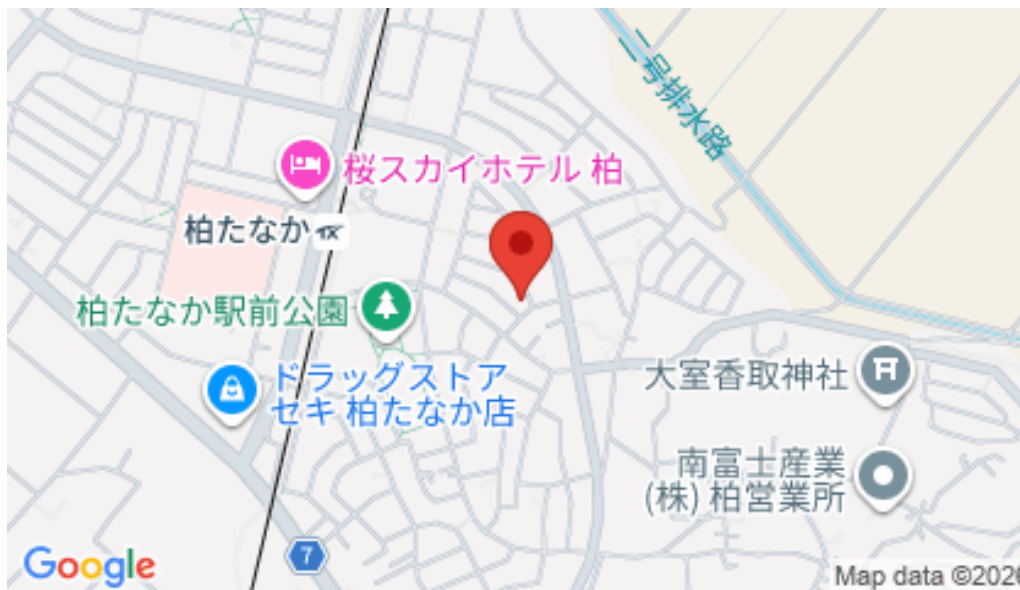 二号排水路
桜スカイホテル 柏
柏たなか
柏たなか駅前公園
ドラッグストア
セキ 柏たなか店
大室香取神社
南富士産業
(株) 柏営業所
7
Google
Map data ©2026